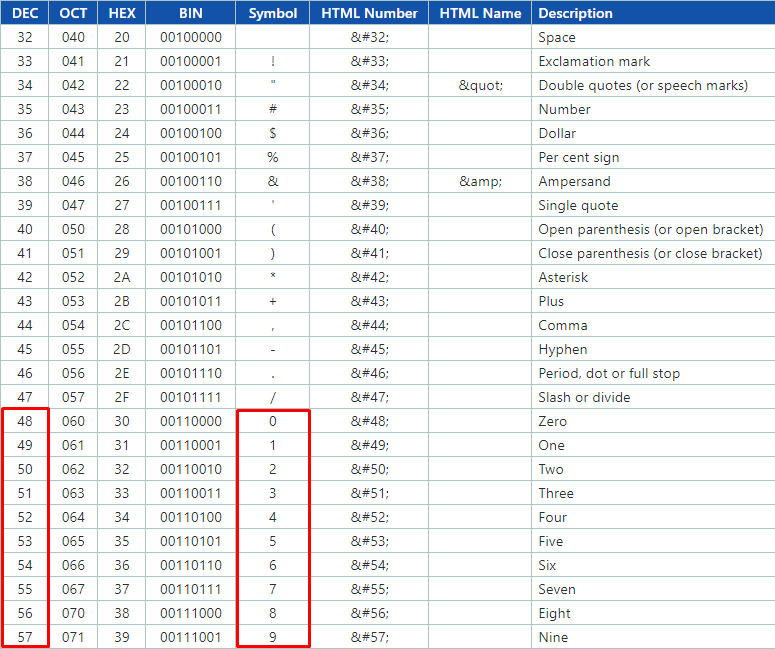 DEC OCT HEX BIN Symbol HTML Number HTML Name Description
32 040 20 00100000 &#32; Space
33 041 21 00100001 ! &#33; Exclamation mark
34 042 22 00100010 " &#34; &quot; Double quotes (or speech marks)
35 043 23 00100011 # &#35; Number
36 044 24 00100100 $ &#36; Dollar
37 045 25 00100101 % &#37; Per cent sign
38 046 26 00100110 & &#38; &amp; Ampersand
39 047 27 00100111 ' &#39; Single quote
40 050 28 00101000 ( &#40; Open parenthesis (or open bracket)
41 051 29 00101001 ) &#41; Close parenthesis (or close bracket)
42 052 2A 00101010 * &#42; Asterisk
43 053 2B 00101011 + &#43; Plus
44 054 2C 00101100 , &#44; Comma
45 055 2D 00101101 - &#45; Hyphen
46 056 2E 00101110 . &#46; Period, dot or full stop
47 057 2F 00101111 / &#47; Slash or divide
48 060 30 00110000 0 &#48; Zero
49 061 31 00110001 1 &#49; One
50 062 32 00110010 2 &#50; Two
51 063 33 00110011 3 &#51; Three
52 064 34 00110100 4 &#52; Four
53 065 35 00110101 5 &#53; Five
54 066 36 00110110 6 &#54; Six
55 067 37 00110111 7 &#55; Seven
56 070 38 00111000 8 &#56; Eight
57 071 39 00111001 9 &#57; Nine